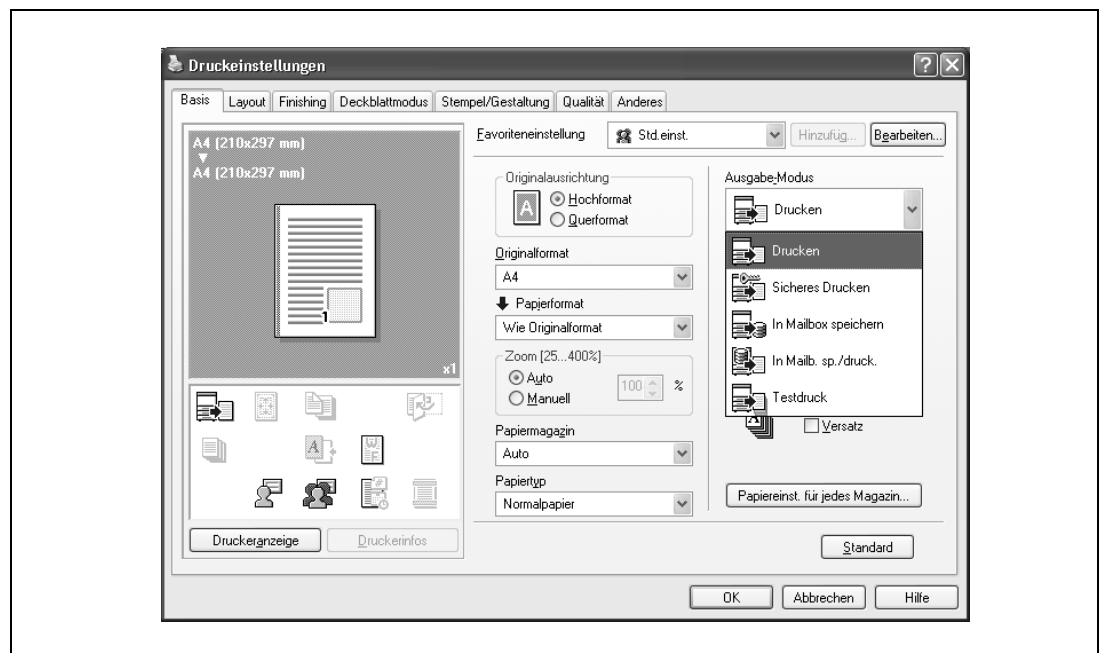 Druckeinstellungen
Basis Layout Finishing Deckblattmodus Stempel/Gestaltung Qualität Anderes
A4 (210x297 mm)
A4 (210x297 mm)
1
x1
Druckeranzeige Druckerinfos
Favoriteneinstellung Std.einst. Hinzufüg... Bearbeiten...
Originalausrichtung
A
Hochformat
Querformat
Originalformat
A4
Papierformat
Wie Originalformat
Zoom [25...400%]
Auto
Manuell
100 %
Papiermagazin
Auto
Papiertyp
Normalpapier
Ausgabe-Modus
Drucken
Drucken
Sicheres Drucken
In Mailbox speichern
In Mailb. sp./druck.
Testdruck
Versatz
Papiereinst. für jedes Magazin...
Standard
OK Abbrechen Hilfe